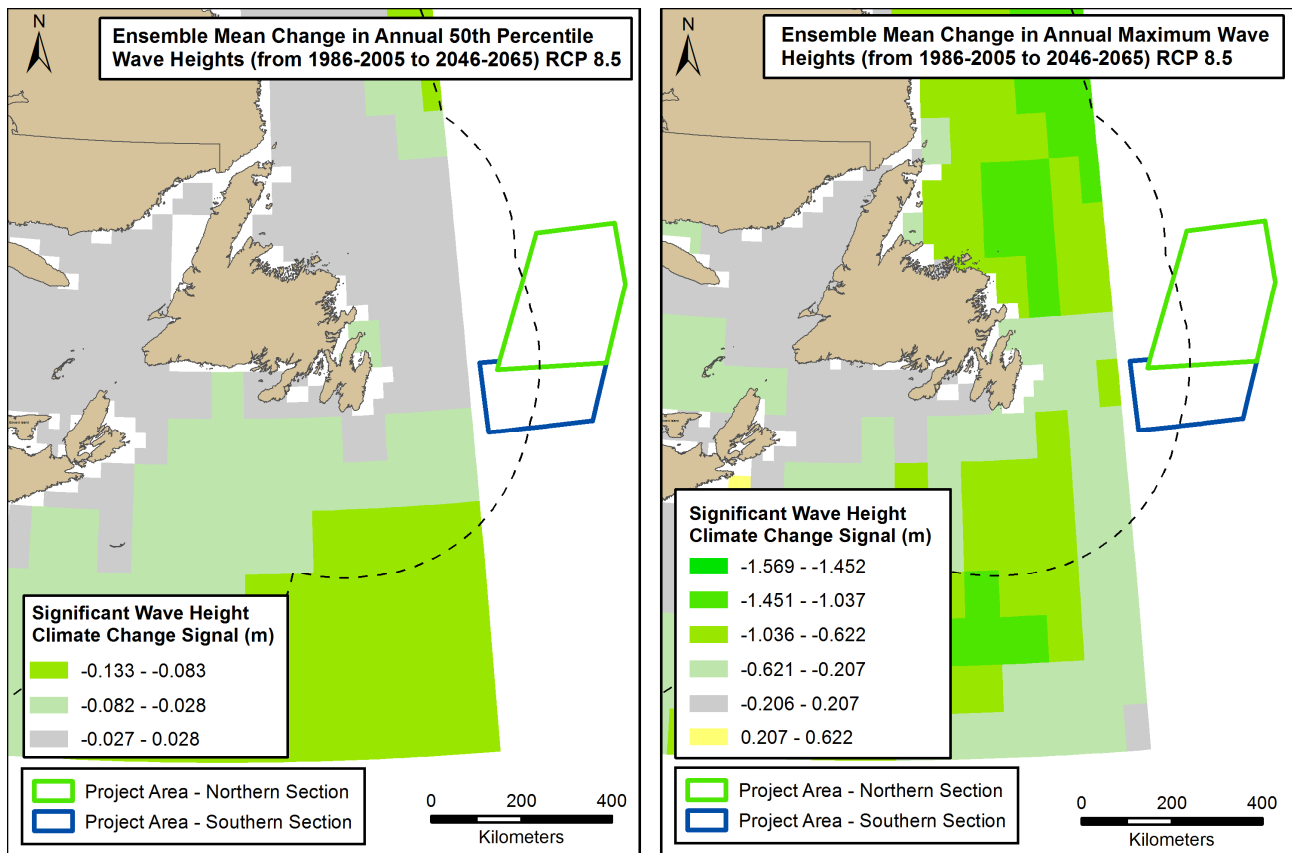 N
Ensemble Mean Change in Annual 50th Percentile
Wave Heights (from 1986-2005 to 2046-2065) RCP 8.5
Significant Wave Height
Climate Change Signal (m)
-0.133 - -0.083
-0.082 - -0.028
-0.027 - 0.028
Project Area - Northern Section
Project Area - Southern Section
0 200 400
Kilometers
N
Ensemble Mean Change in Annual Maximum Wave
Heights (from 1986-2005 to 2046-2065) RCP 8.5
Significant Wave Height
Climate Change Signal (m)
-1.569 - -1.452
-1.451 - -1.037
-1.036 - -0.622
-0.621 - -0.207
-0.206 - 0.207
0.207 - 0.622
Project Area - Northern Section
Project Area - Southern Section
0 200 400
Kilometers